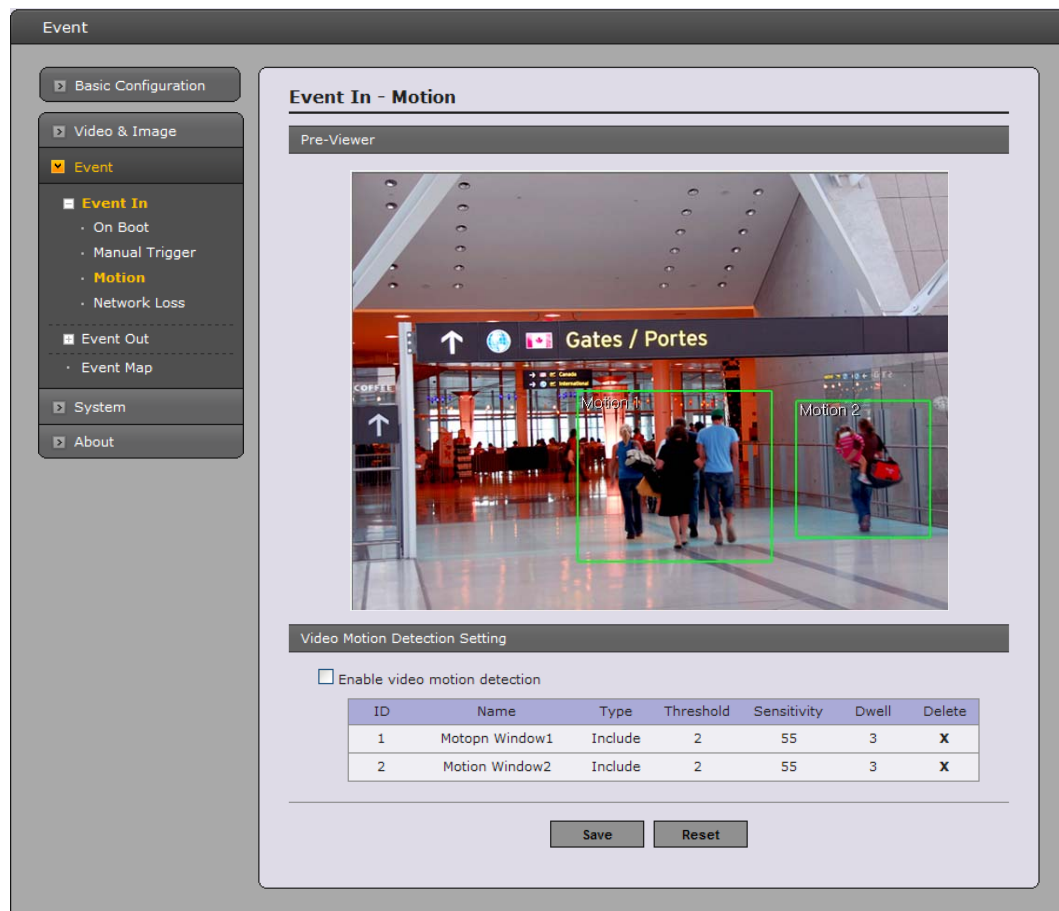 Event
Basic Configuration
Video & Image
Event
Event In
On Boot
Manual Trigger
Motion
Network Loss
Event Out
Event Map
System
About
Event In - Motion
Pre-Viewer
Gates / Portes
Canada
International
COFFEE
Motion 1
Motion 2
Video Motion Detection Setting
Enable video motion detection
ID Name Type Threshold Sensitivity Dwell Delete
1 Motopn Window1 Include 2 55 3 X
2 Motion Window2 Include 2 55 3 X
Save Reset